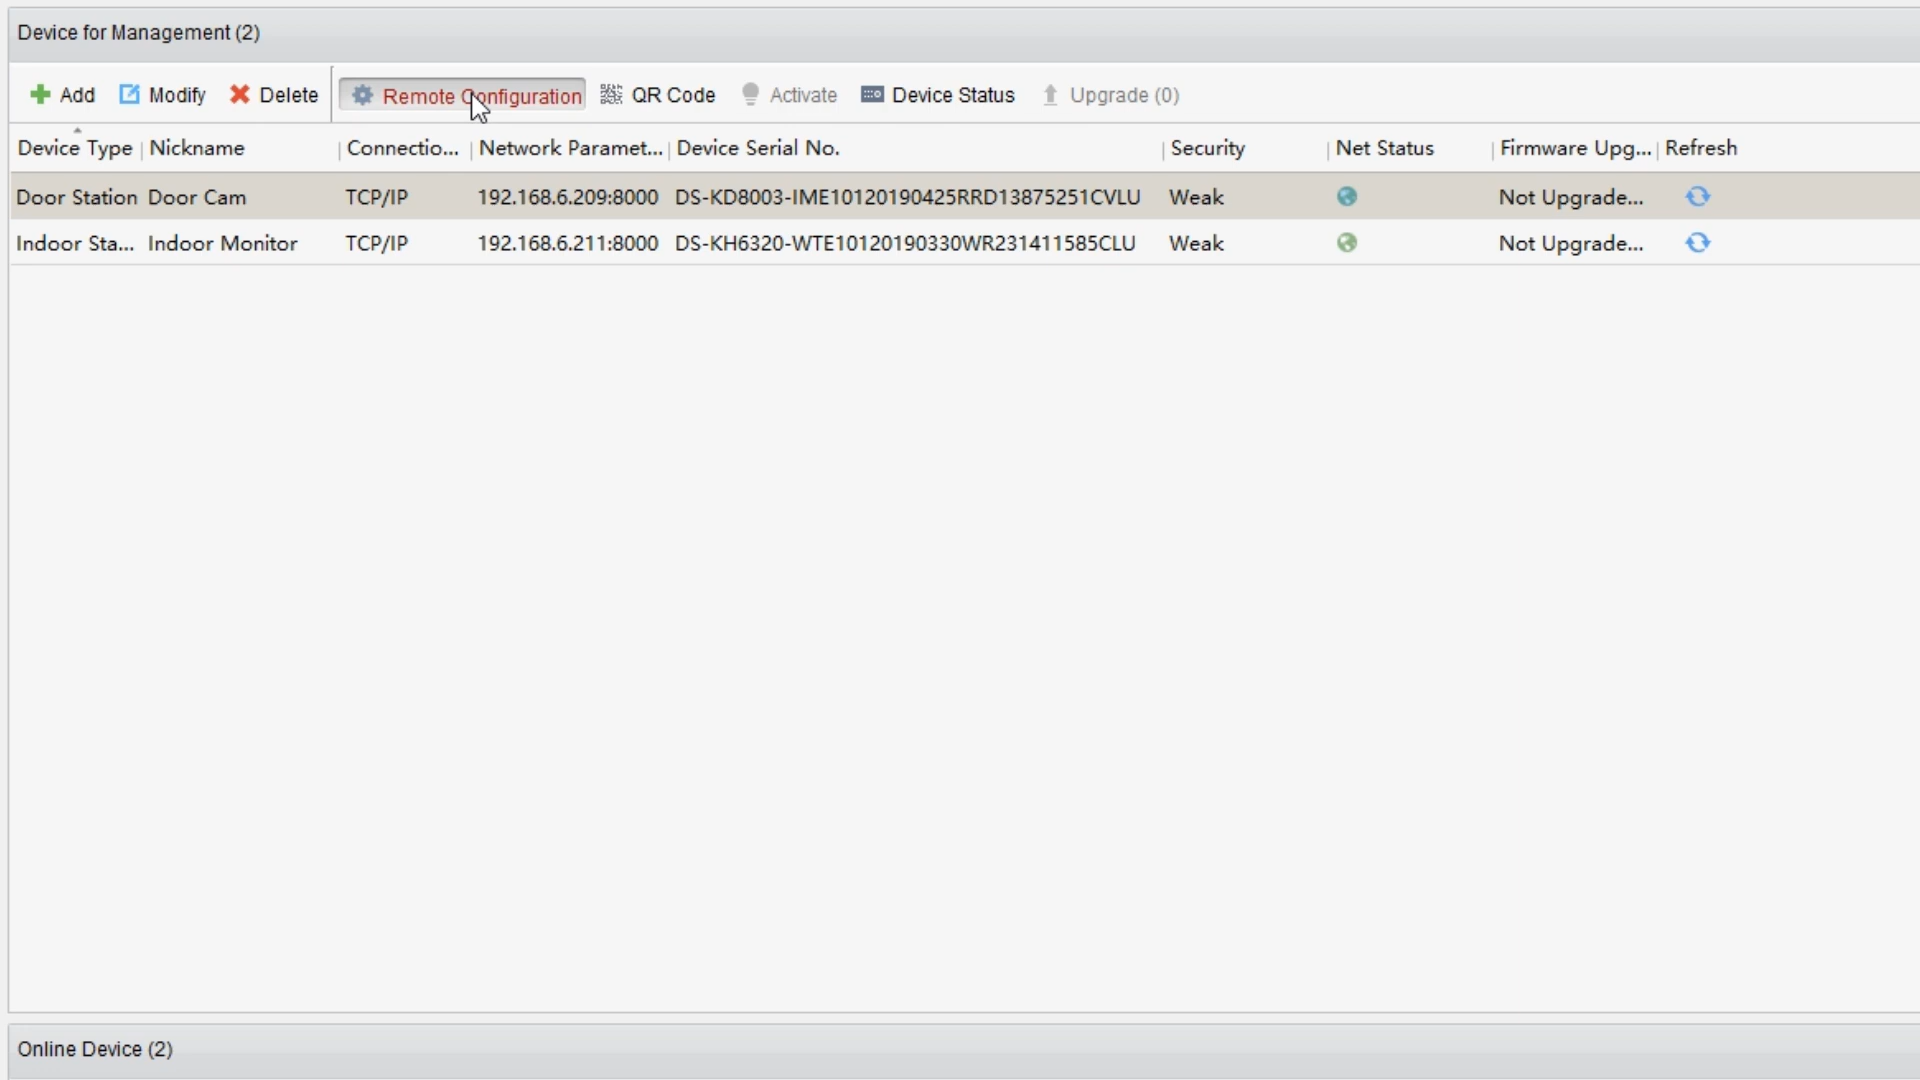 Device for Management (2)
Add Modify Delete Remote Configuration QR Code Activate Device Status Upgrade (0)
Device Type Nickname Connectio... Network Paramet... Device Serial No. Security Net Status Firmware Upg... Refresh
Door Station Door Cam TCP/IP 192.168.6.209:8000 DS-KD8003-IME10120190425RRD13875251CVLU Weak Not Upgrade...
Indoor Sta... Indoor Monitor TCP/IP 192.168.6.211:8000 DS-KH6320-WTE10120190330WR231411585CLU Weak Not Upgrade...
Online Device (2)